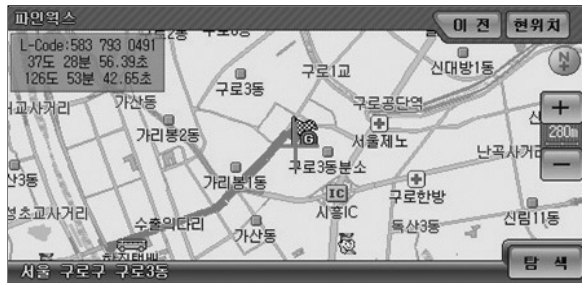 파인웍스
이 전
현위치
L-Code:583 793 0491
37도 28분 56.39초
126도 53분 42.65초
구로1교
신대방1동
N
구로3동
가산동
구로공단역
280m
가리봉2동
G
서울제노
난곡사거리
구로3동분소
가리봉1동
IC
구로한방
시흥IC
수출의다리
가산동
독산3동
신림11동
한진택배
탐 색
서울 구로구 구로3동